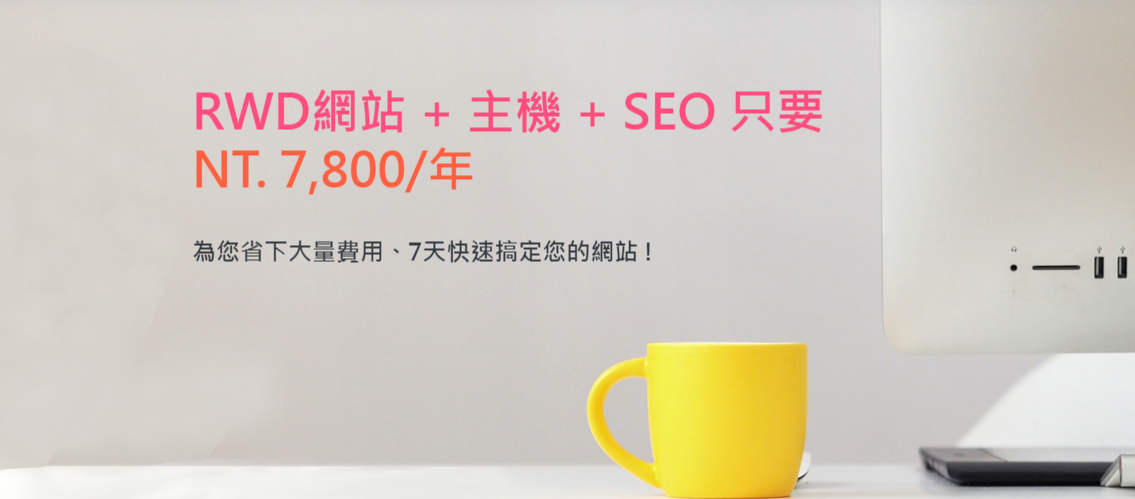 RWD網站 + 主機 + SEO 只要
NT. 7,800/年
為您省下大量費用、7天快速搞定您的網站！